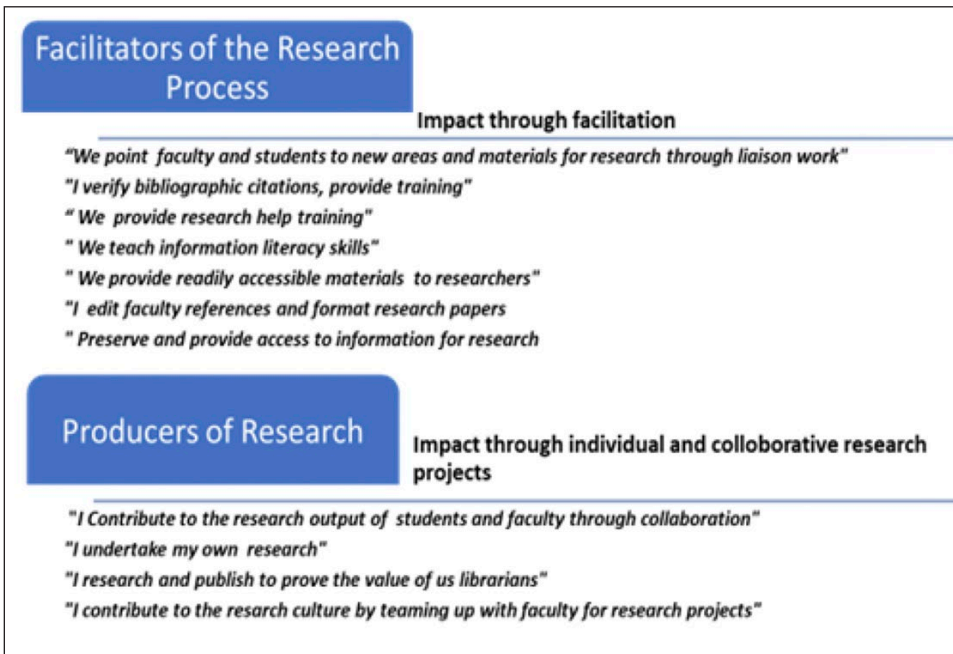 Facilitators of the Research
Process
Impact through facilitation
“We point faculty and students to new areas and materials for research through liaison work"
"I verify bibliographic citations, provide training"
“ We provide research help training"
" We teach information literacy skills"
" We provide readily accessible materials to researchers"
"I edit faculty references and format research papers
" Preserve and provide access to information for research
Producers of Research
Impact through individual and colloborative research
projects
"I Contribute to the research output of students and faculty through collaboration"
"I undertake my own research"
"I research and publish to prove the value of us librarians"
"I contribute to the resarch culture by teaming up with faculty for research projects"